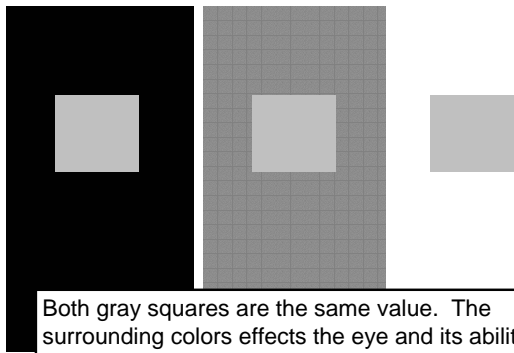 Both gray squares are the same value. The
surrounding colors effects the eye and its abilit